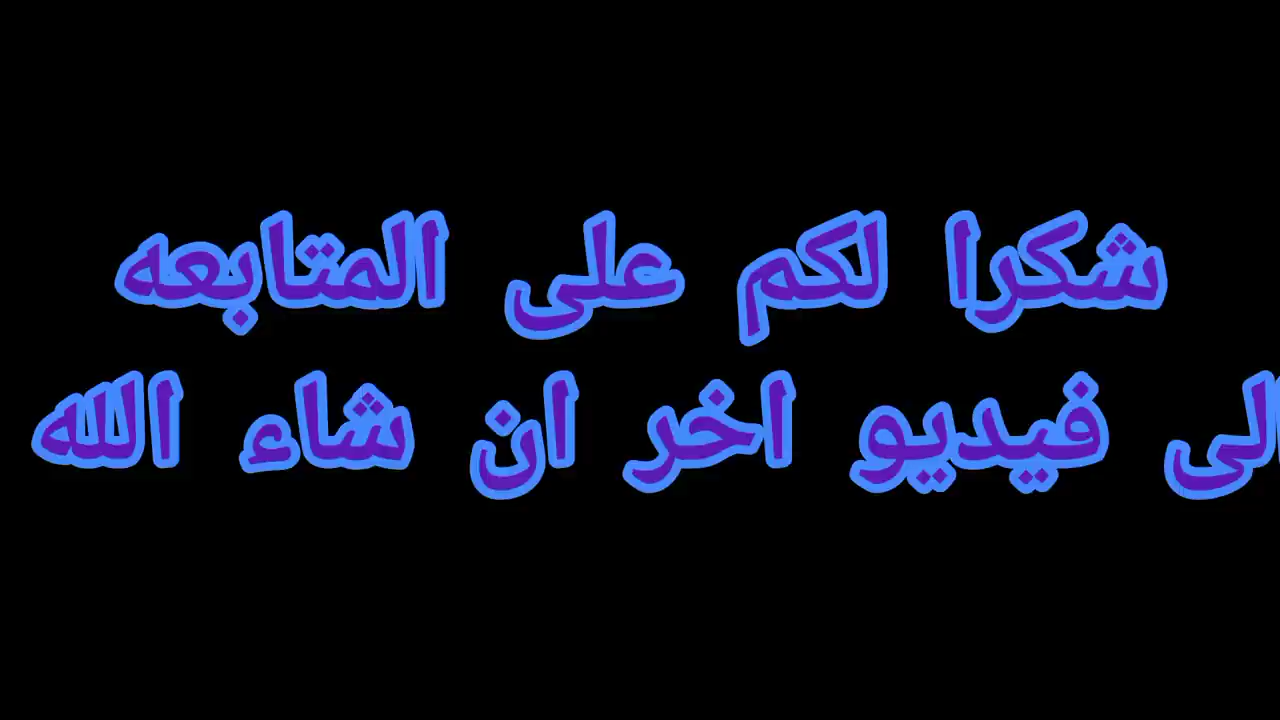 شكرا لكم على المتابعه
الى فيديو اخر ان شاء الله